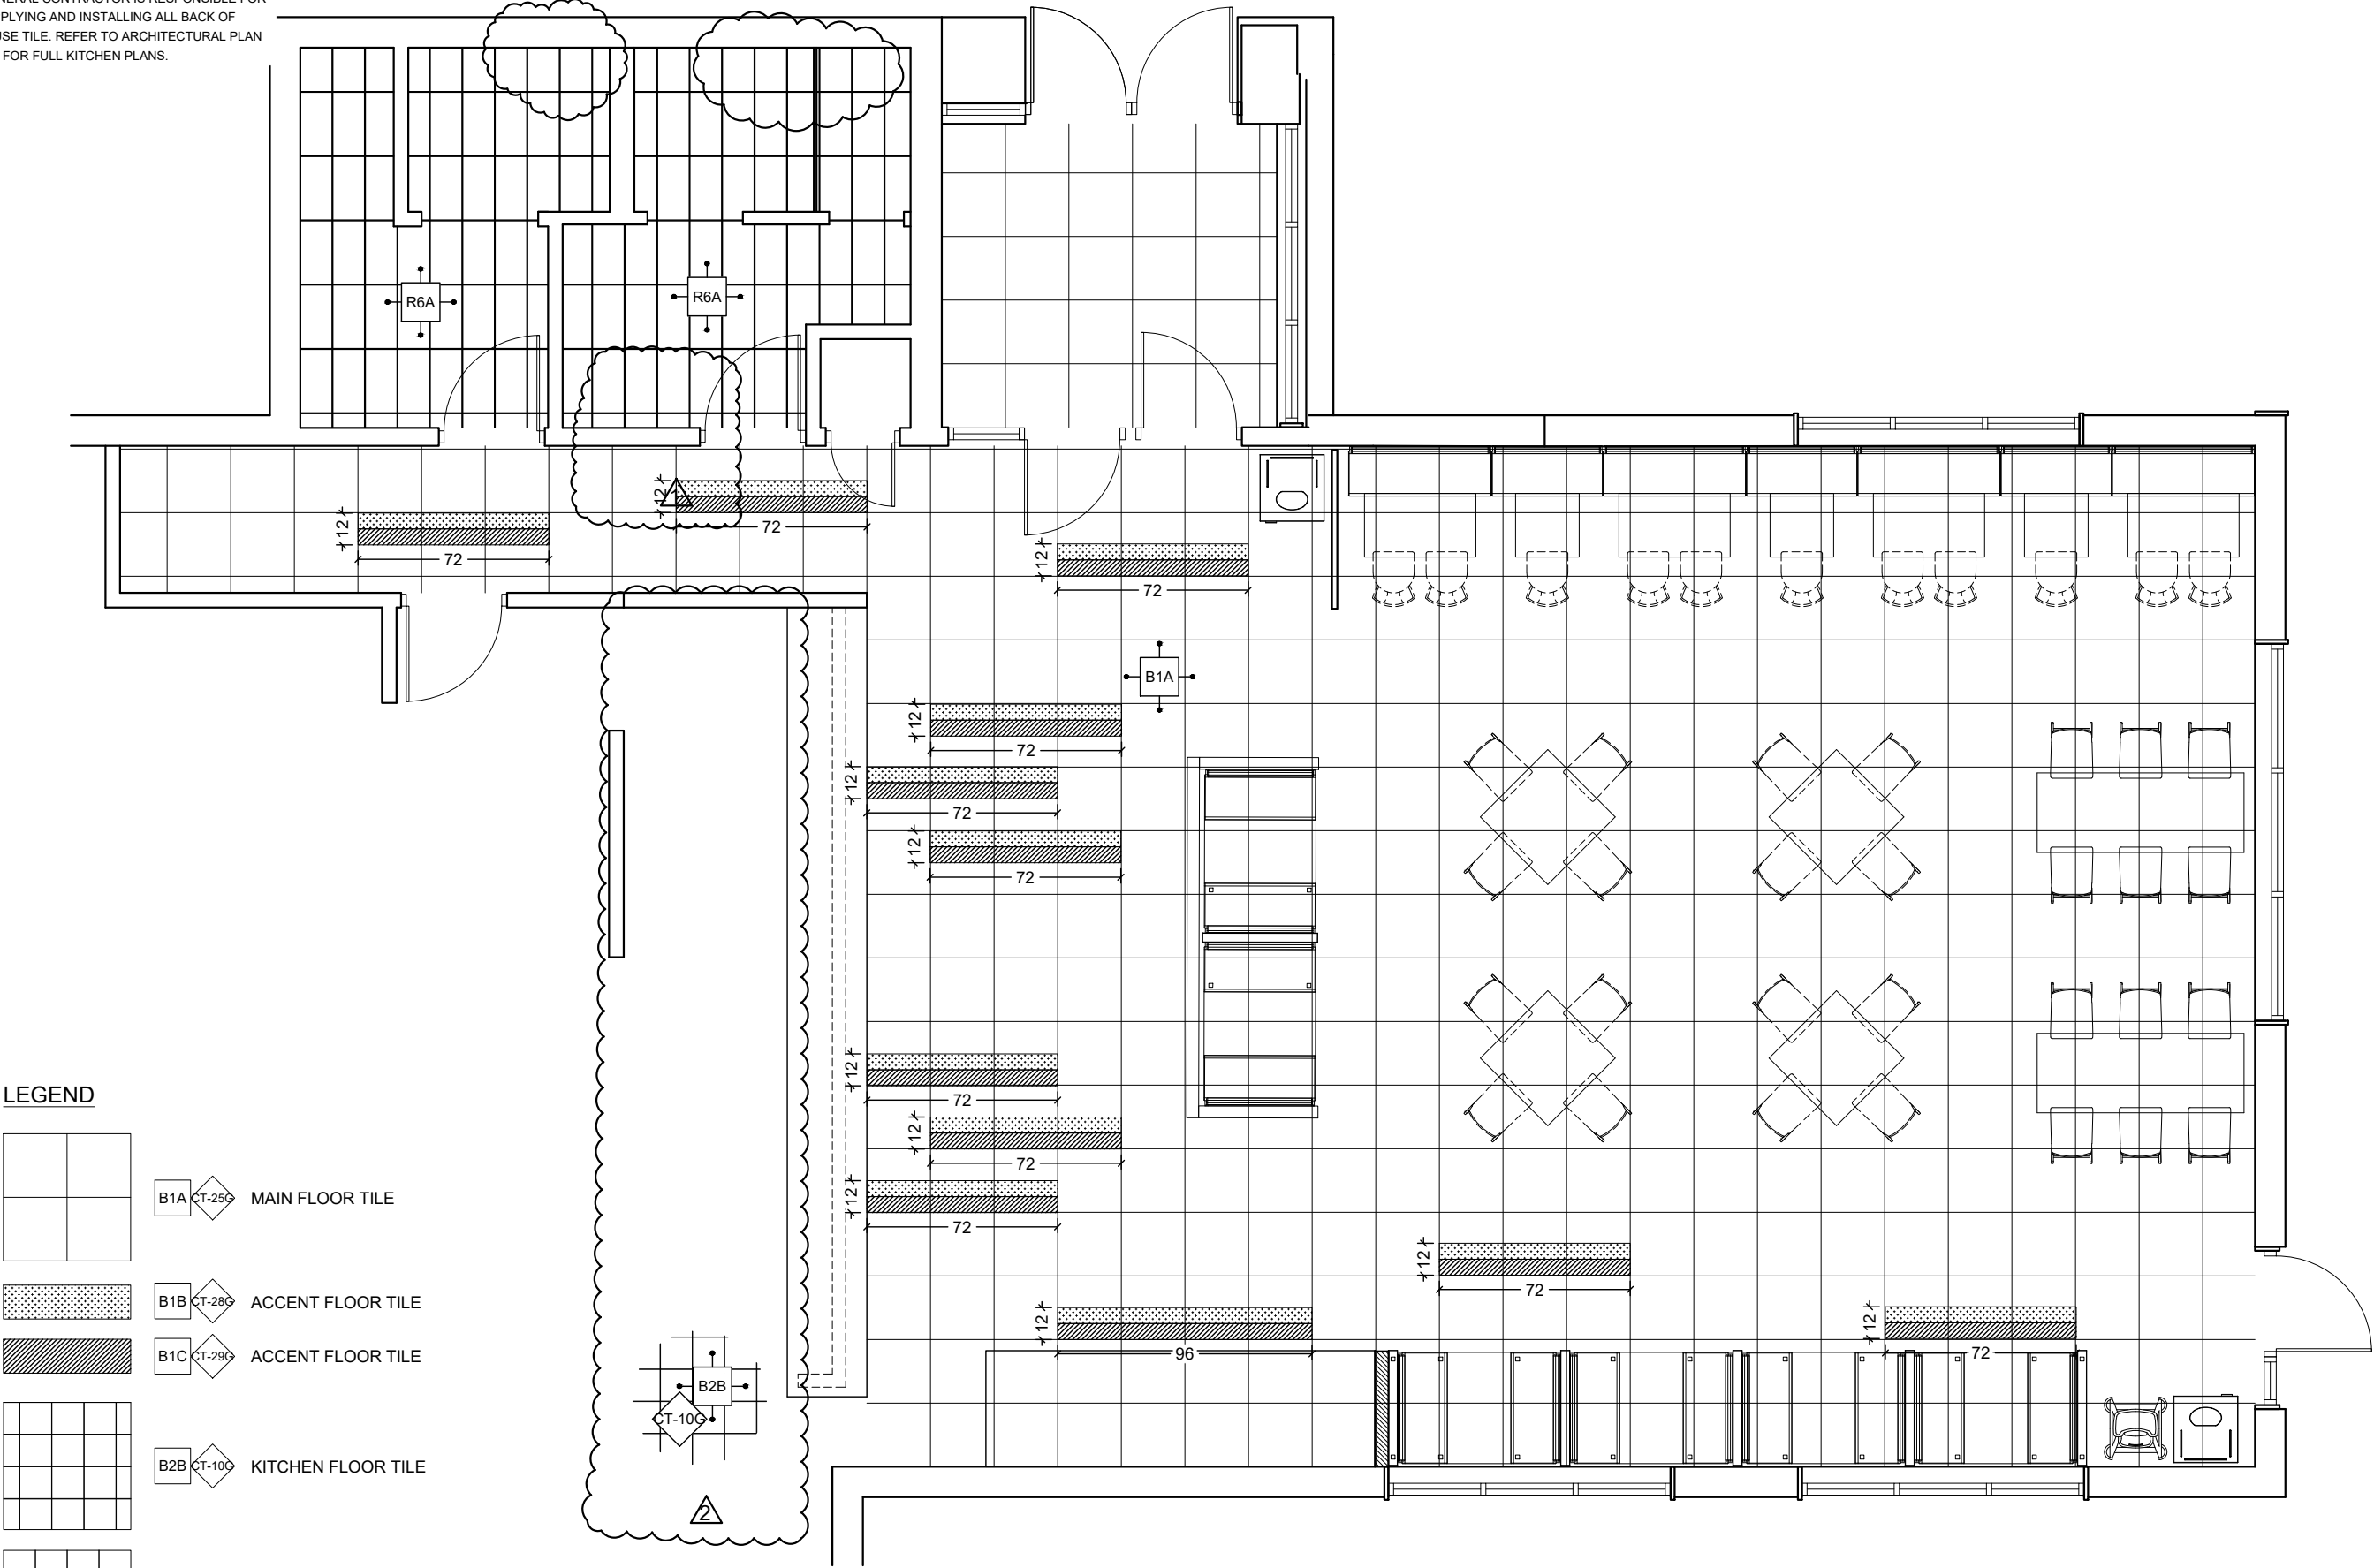 PLYING AND INSTALLING ALL BACK OF
USE TILE. REFER TO ARCHITECTURAL PLAN
FOR FULL KITCHEN PLANS.
R6A
R6A
12
72
12
72
12
72
B1A
12
72
12
72
12
72
12
72
12
72
12
72
12
72
12
96
12
72
B2B
CT-10G
2
LEGEND
B1A CT-25G MAIN FLOOR TILE
B1B CT-28G ACCENT FLOOR TILE
B1C CT-29G ACCENT FLOOR TILE
B2B CT-10G KITCHEN FLOOR TILE